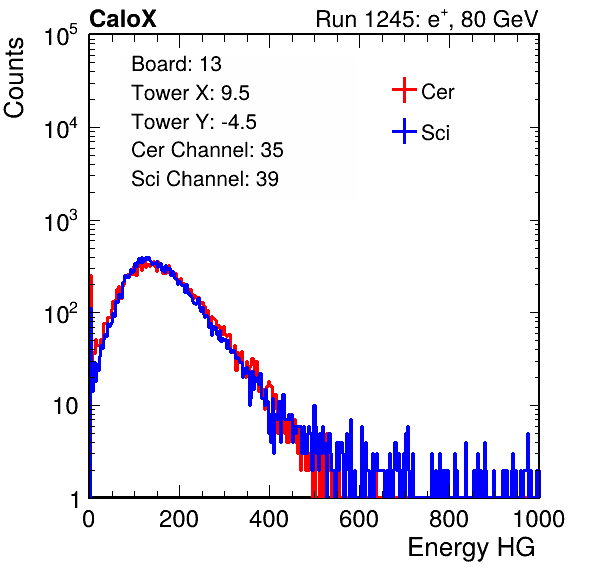 CaloX Run 1245: e⁺, 80 GeV
Counts
Board: 13
Tower X: 9.5
Tower Y: -4.5
Cer Channel: 35
Sci Channel: 39
Cer
Sci
10⁵
10⁴
10³
10²
10
1
0 200 400 600 800 1000
Energy HG